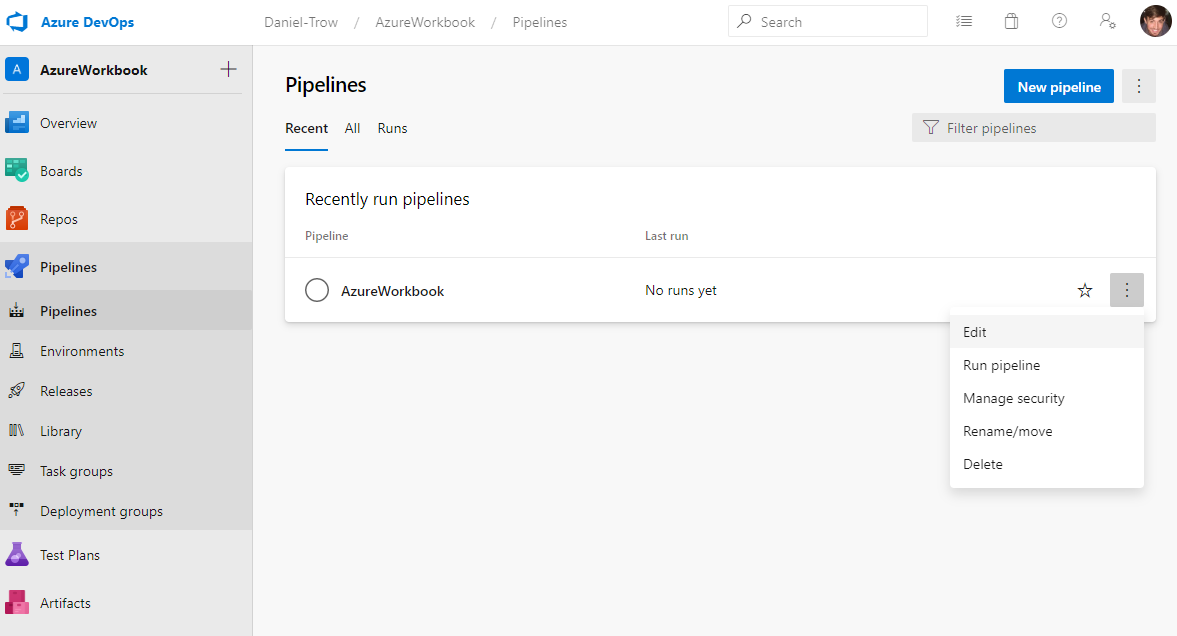 Azure DevOps
Daniel-Trow / AzureWorkbook / Pipelines
Search
A AzureWorkbook
Overview
Boards
Repos
Pipelines
Pipelines
Environments
Releases
Library
Task groups
Deployment groups
Test Plans
Artifacts
Pipelines
New pipeline
Recent All Runs
Filter pipelines
Recently run pipelines
Pipeline Last run
AzureWorkbook No runs yet
Edit
Run pipeline
Manage security
Rename/move
Delete